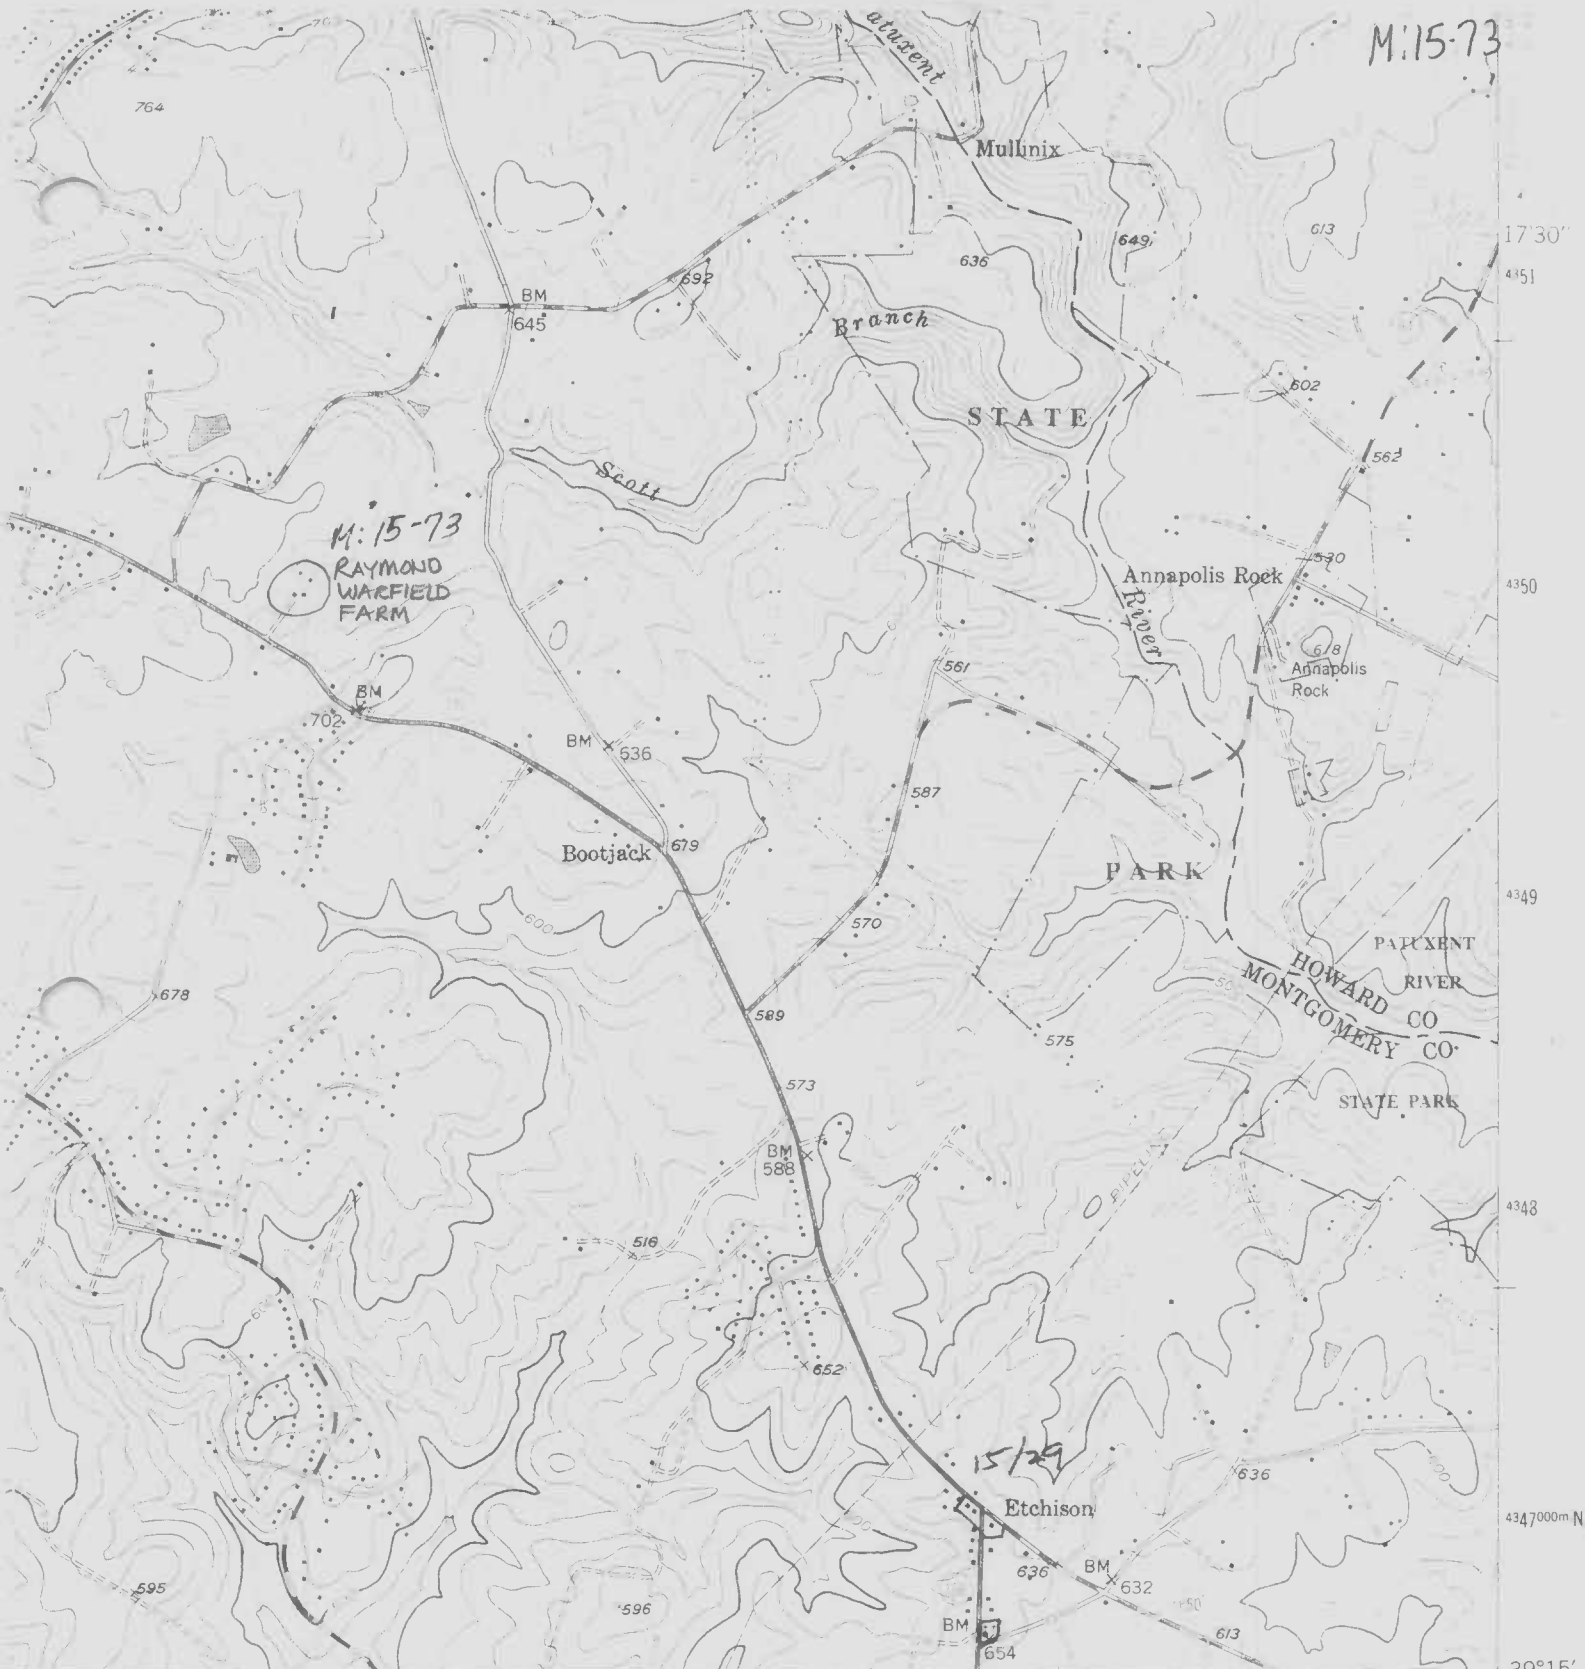 M:15-73
70
atuxent
764
Mullinix
649
613
17'30"
636
4351
692
BM
645
Branch
602
STATE
562
Scott
M:15-73
RAYMOND
WARFIELD
FARM
530
Annapolis Rock
4350
River
618
Annapolis
Rock
561
BM
702
BM
636
587
679
Bootjack
PARK
4349
600
570
PATUXENT
RIVER
HOWARD CO
MONTGOMERY CO
678
589
575
573
STATE PARK
BM
588
PIPELINE
4348
516
600
652
15/29
636
600
Etchison
4347000m N
636
BM
632
595
596
BM
613
654
39°15'